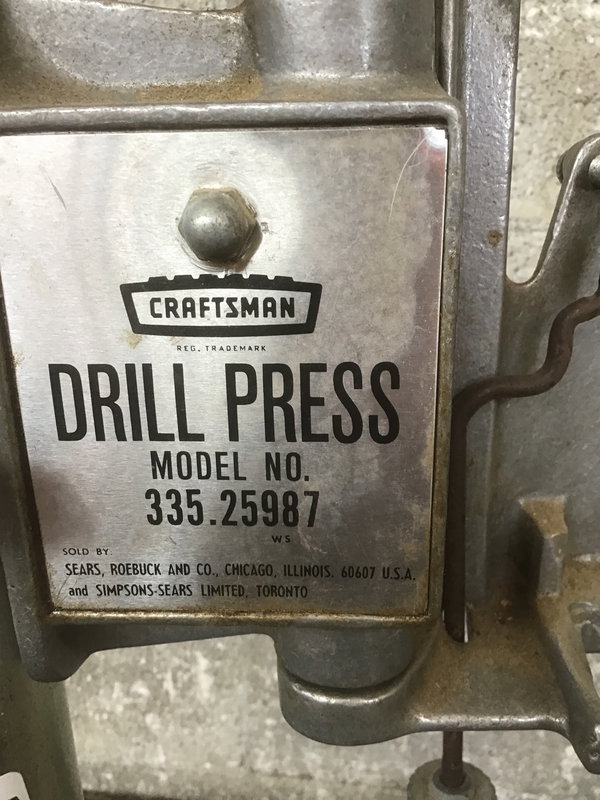 CRAFTSMAN
REG. TRADEMARK
DRILL PRESS
MODEL NO.
335.25987
WS
SOLD BY:
SEARS, ROEBUCK AND CO., CHICAGO, ILLINOIS. 60607 U.S.A.
and SIMPSONS-SEARS LIMITED, TORONTO